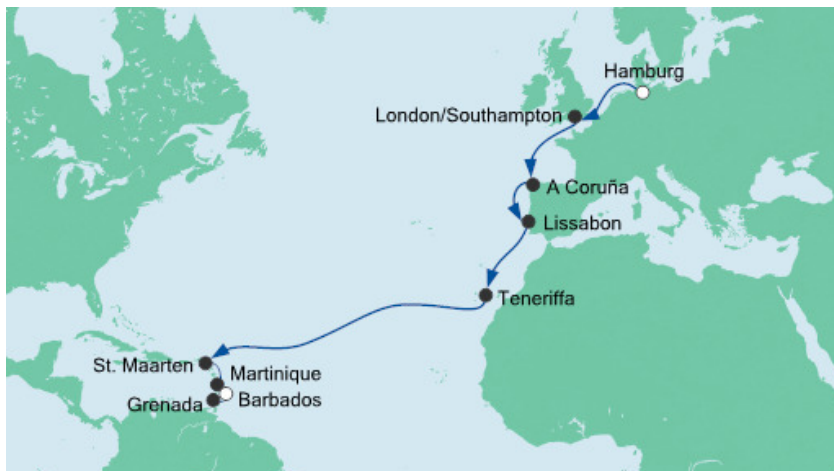 Hamburg
London/Southampton
A Coruña
Lissabon
Teneriffa
St. Maarten
Martinique
Barbados
Grenada